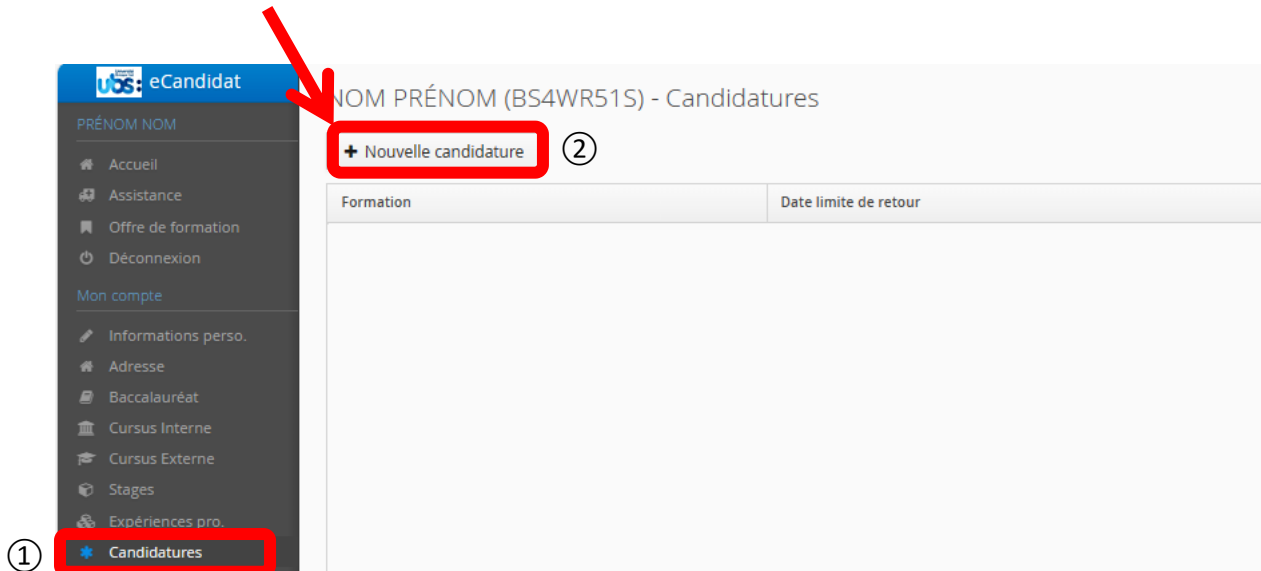 ubs: eCandidat
PRÉNOM NOM
Accueil
Assistance
Offre de formation
Déconnexion
Mon compte
Informations perso.
Adresse
Baccalauréat
Cursus Interne
Cursus Externe
Stages
Expériences pro.
① Candidatures
NOM PRÉNOM (BS4WR51S) - Candidatures
+ Nouvelle candidature ②
Formation Date limite de retour